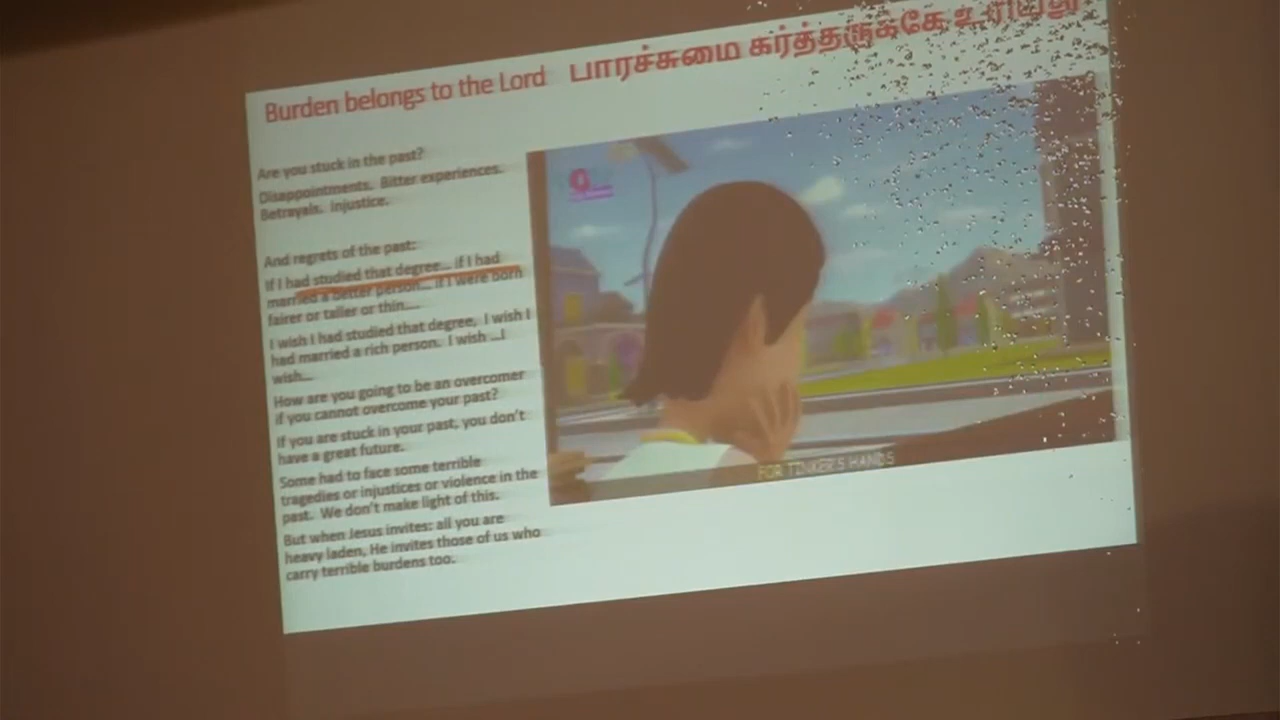 Burden belongs to the Lord பாரச்சுமை கர்த்தருக்கே உரியது
Are you stuck in the past?
Disappointments. Bitter experiences.
Betrayals. Injustice.
And regrets of the past:
If I had studied that degree... if I had
married a better person... if I were born
fairer or taller or thin....
I wish I had studied that degree, I wish I
had married a rich person. I wish ...I
wish...
How are you going to be an overcomer
if you cannot overcome your past?
If you are stuck in your past, you don't
have a great future.
Some had to face some terrible
tragedies or injustices or violence in the
past. We don't make light of this.
But when Jesus invites: all you are
heavy laden, He invites those of us who
carry terrible burdens too.
FOR TINKER'S HANDS